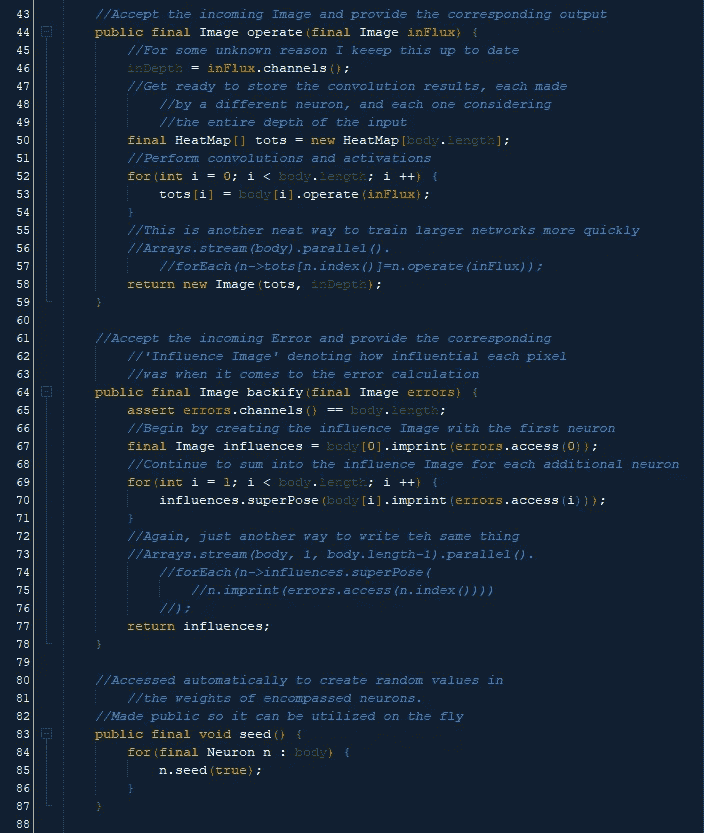 43 //Accept the incoming Image and provide the corresponding output
44 public final Image operate(final Image inFlux) {
45 //For some unknown reason I keeep this up to date
46 inDepth = inFlux.channels();
47 //Get ready to store the convolution results, each made
48 //by a different neuron, and each one considering
49 //the entire depth of the input
50 final HeatMap[] tots = new HeatMap[body.length];
51 //Perform convolutions and activations
52 for(int i = 0; i < body.length; i ++) {
53 tots[i] = body[i].operate(inFlux);
54 }
55 //This is another neat way to train larger networks more quickly
56 //Arrays.stream(body).parallel().
57 //forEach(n->tots[n.index()]=n.operate(inFlux));
58 return new Image(tots, inDepth);
59 }
60
61 //Accept the incoming Error and provide the corresponding
62 //'Influence Image' denoting how influential each pixel
63 //was when it comes to the error calculation
64 public final Image backify(final Image errors) {
65 assert errors.channels() == body.length;
66 //Begin by creating the influence Image with the first neuron
67 final Image influences = body[0].imprint(errors.access(0));
68 //Continue to sum into the influence Image for each additional neuron
69 for(int i = 1; i < body.length; i ++) {
70 influences.superPose(body[i].imprint(errors.access(i)));
71 }
72 //Again, just another way to write teh same thing
73 //Arrays.stream(body, 1, body.length-1).parallel().
74 //forEach(n->influences.superPose(
75 //n.imprint(errors.access(n.index())))
76 //);
77 return influences;
78 }
79
80 //Accessed automatically to create random values in
81 //the weights of encompassed neurons.
82 //Made public so it can be utilized on the fly
83 public final void seed() {
84 for(final Neuron n : body) {
85 n.seed(true);
86 }
87 }
88